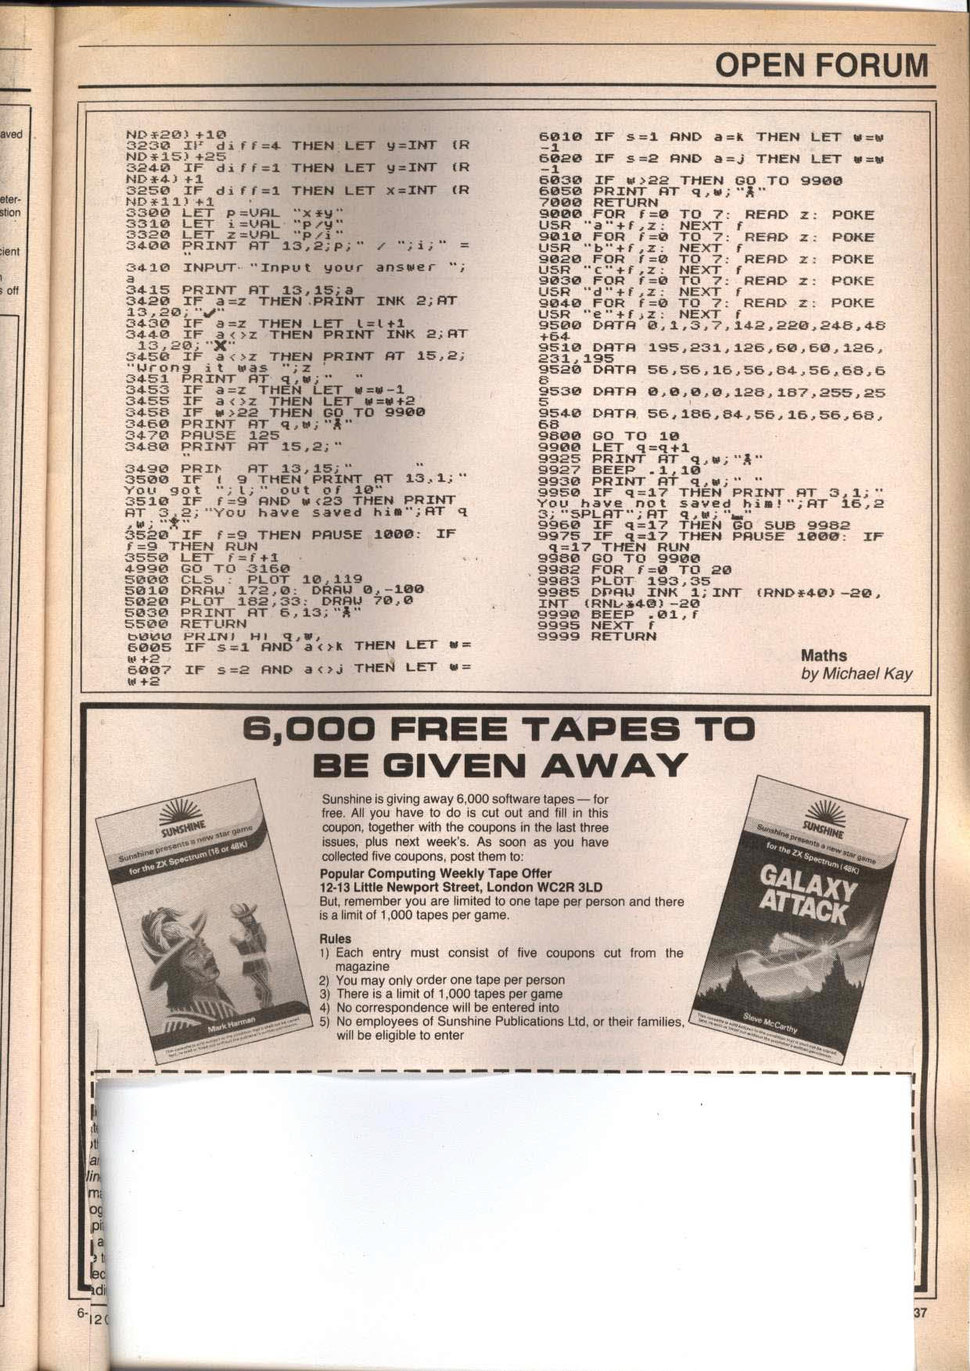 OPEN FORUM
aved
eter-
stion
cient
s off
ND*20)+10
3230 IF diff=4 THEN LET y=INT (R
ND*15)+25
3240 IF diff=1 THEN LET y=INT (R
ND*4)+1
3250 IF diff=1 THEN LET x=INT (R
ND*11)+1
3300 LET p=VAL "x*y"
3310 LET i=VAL "p/y"
3320 LET z=VAL "p/i"
3400 PRINT AT 13,2;p;" / ";i;" =
"
3410 INPUT "Input your answer ";
a
3415 PRINT AT 13,15;a
3420 IF a=z THEN PRINT INK 2;AT
13,20;"✔"
3430 IF a=z THEN LET l=l+1
3440 IF a<>z THEN PRINT INK 2;AT
13,20;"✖"
3450 IF a<>z THEN PRINT AT 15,2;
"Wrong it was ";z
3451 PRINT AT q,w;" "
3453 IF a=z THEN LET w=w-1
3455 IF a<>z THEN LET w=w+2
3458 IF w>22 THEN GO TO 9900
3460 PRINT AT q,w;" "
3470 PAUSE 125
3480 PRINT AT 15,2;"
"
3490 PRIN AT 13,15;" "
3500 IF f 9 THEN PRINT AT 13,1;"
You got ";l;" out of 10"
3510 IF f=9 AND w<23 THEN PRINT
AT 3,2;"You have saved him";AT q
,w;" "
3520 IF f=9 THEN PAUSE 1000: IF
f=9 THEN RUN
3550 LET f=f+1
4990 GO TO 3160
5000 CLS : PLOT 10,119
5010 DRAW 172,0: DRAW 0,-100
5020 PLOT 182,33: DRAW 70,0
5030 PRINT AT 6,13;" "
5500 RETURN
6000 PRINT AT q,w,
6005 IF s=1 AND a<>k THEN LET w=
w+2
6007 IF s=2 AND a<>j THEN LET w=
w+2
6010 IF s=1 AND a=k THEN LET w=w
-1
6020 IF s=2 AND a=j THEN LET w=w
-1
6030 IF w>22 THEN GO TO 9900
6050 PRINT AT q,w;" "
7000 RETURN
9000 FOR f=0 TO 7: READ z: POKE
USR "a"+f,z: NEXT f
9010 FOR f=0 TO 7: READ z: POKE
USR "b"+f,z: NEXT f
9020 FOR f=0 TO 7: READ z: POKE
USR "c"+f,z: NEXT f
9030 FOR f=0 TO 7: READ z: POKE
USR "d"+f,z: NEXT f
9040 FOR f=0 TO 7: READ z: POKE
USR "e"+f,z: NEXT f
9500 DATA 0,1,3,7,142,220,248,48
+64
9510 DATA 195,231,126,60,60,126,
231,195
9520 DATA 56,56,16,56,84,56,68,6
8
9530 DATA 0,0,0,0,128,187,255,25
5
9540 DATA 56,186,84,56,16,56,68,
68
9800 GO TO 10
9900 LET q=q+1
9925 PRINT AT q,w;" "
9927 BEEP .1,10
9930 PRINT AT q,w;" "
9950 IF q=17 THEN PRINT AT 3,1;"
You have not saved him!";AT 16,2
3;"SPLAT";AT q,w;" "
9960 IF q=17 THEN GO SUB 9982
9975 IF q=17 THEN PAUSE 1000: IF
q=17 THEN RUN
9980 GO TO 9900
9982 FOR f=0 TO 20
9983 PLOT 193,35
9985 DRAW INK 1;INT (RND*40)-20,
INT (RND*40)-20
9990 BEEP .01,f
9995 NEXT f
9999 RETURN
Maths
by Michael Kay
6,000 FREE TAPES TO
BE GIVEN AWAY
SUNSHINE
Sunshine presents a new star game
for the ZX Spectrum (16 or 48K)
Mark Harman
Sunshine is giving away 6,000 software tapes — for
free. All you have to do is cut out and fill in this
coupon, together with the coupons in the last three
issues, plus next week's. As soon as you have
collected five coupons, post them to:
Popular Computing Weekly Tape Offer
12-13 Little Newport Street, London WC2R 3LD
But, remember you are limited to one tape per person and there
is a limit of 1,000 tapes per game.
Rules
1) Each entry must consist of five coupons cut from the
magazine
2) You may only order one tape per person
3) There is a limit of 1,000 tapes per game
4) No correspondence will be entered into
5) No employees of Sunshine Publications Ltd, or their families,
will be eligible to enter
SUNSHINE
Sunshine presents a new star game
for the ZX Spectrum (48K)
GALAXY
ATTACK
Steve McCarthy
37